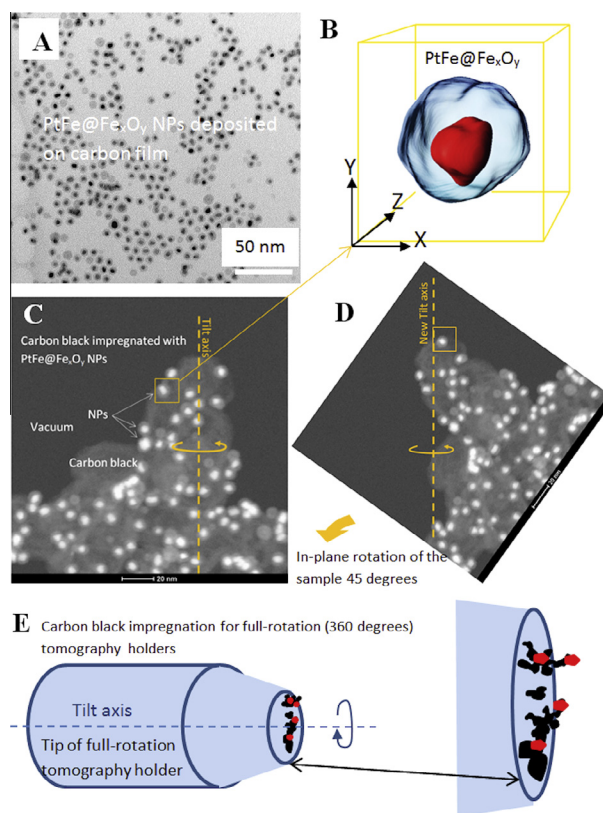 A
PtFe@FexOy NPs deposited
on carbon film
50 nm
B
PtFe@FexOy
Y
Z
X
C
Carbon black impregnated with
PtFe@FexOy NPs
Tilt axis
NPs
Vacuum
Carbon black
20 nm
D
New Tilt axis
20 nm
In-plane rotation of the
sample 45 degrees
E
Carbon black impregnation for full-rotation (360 degrees)
tomography holders
Tilt axis
Tip of full-rotation
tomography holder